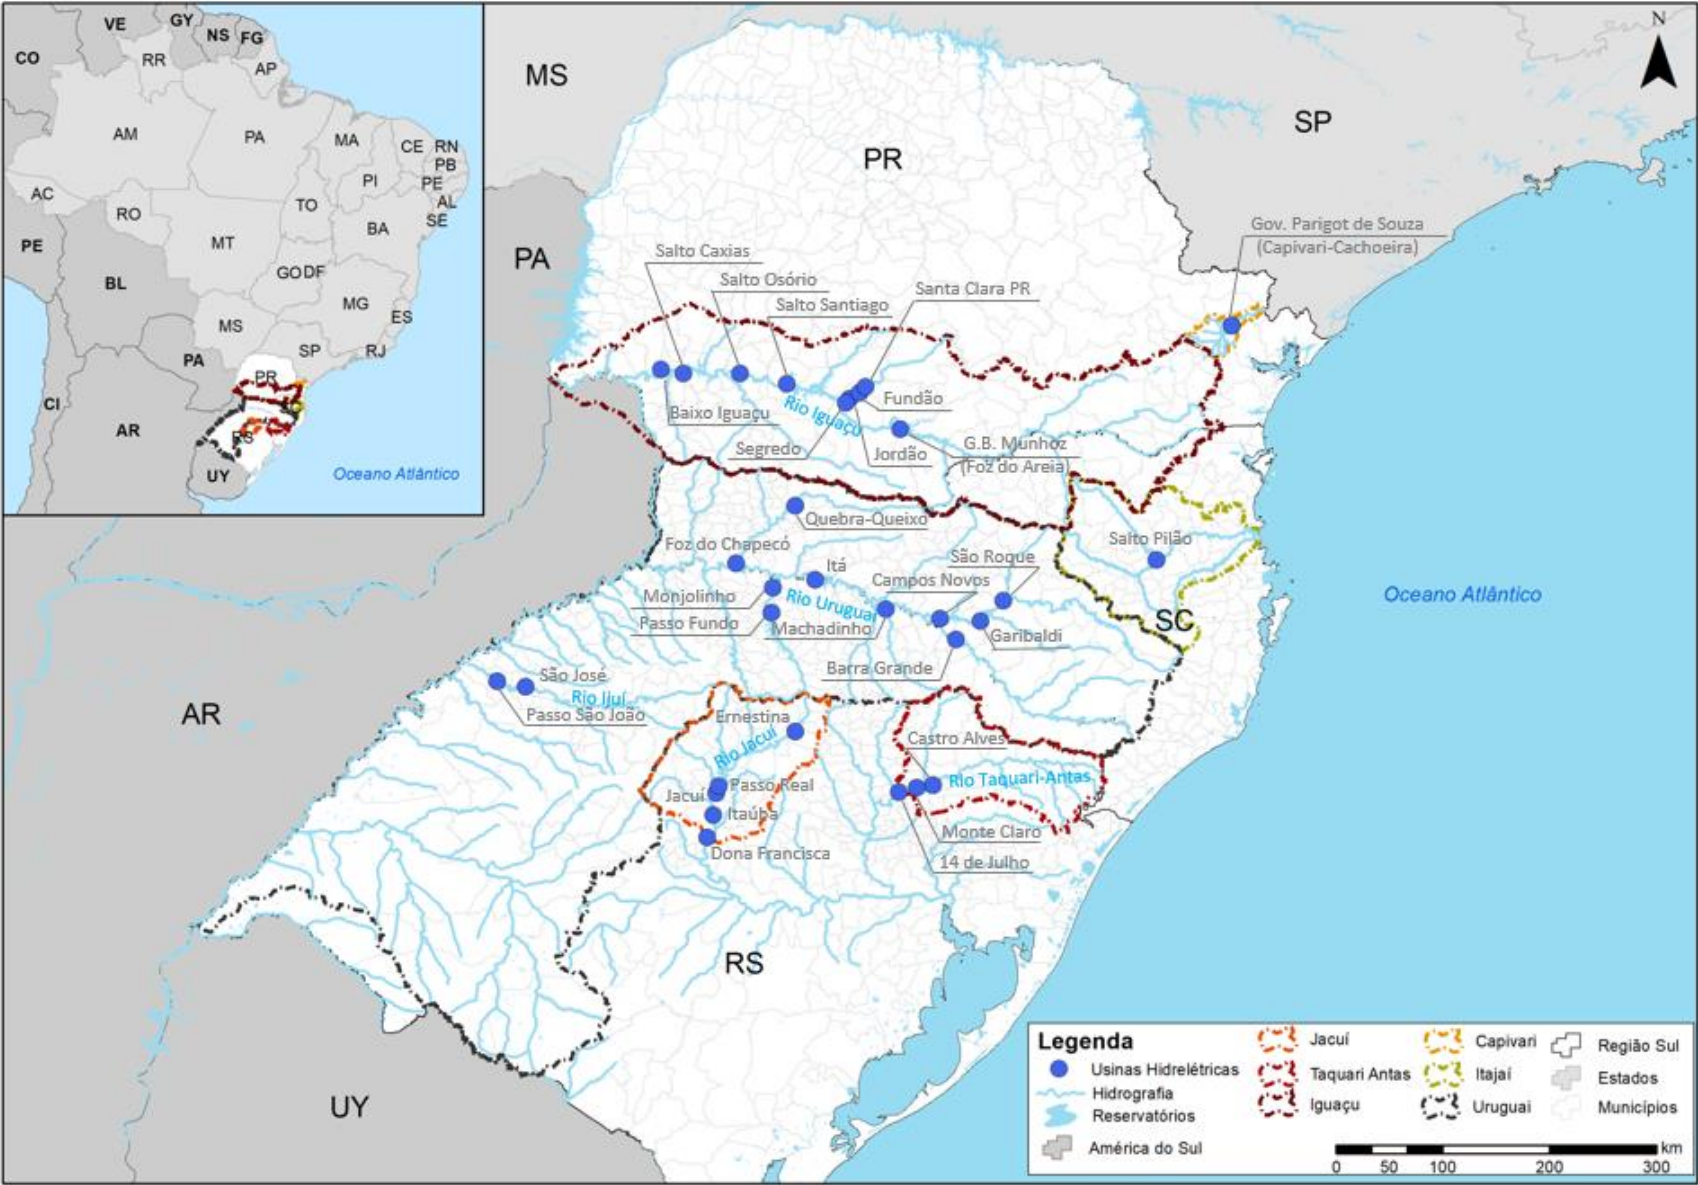 VE
GY
NS
FG
CO
RR
AP
AM
PA
MA
CE
RN
PB
PI
PE
AC
AL
RO
TO
SE
BA
PE
MT
GO
DF
BL
MG
ES
MS
SP
RJ
PA
PR
CI
AR
RS
UY
Oceano Atlântico
N
MS
SP
PR
PA
Gov. Parigot de Souza
(Capivari-Cachoeira)
Salto Caxias
Salto Osório
Santa Clara PR
Salto Santiago
Fundão
Rio Iguaçu
Baixo Iguaçu
G.B. Munhoz
(Foz do Areia)
Segredo
Jordão
Quebra-Queixo
Foz do Chapecó
Salto Pilão
São Roque
Itá
Campos Novos
Monjolinho
Rio Uruguai
Passo Fundo
Machadinho
Garibaldi
SC
Oceano Atlântico
Barra Grande
São José
Rio Ijuí
Passo São João
AR
Ernestina
Rio Jacuí
Castro Alves
Rio Taquari-Antas
Passo Real
Jacuí
Itaúba
Monte Claro
Dona Francisca
14 de Julho
RS
UY
Legenda
Usinas Hidrelétricas
Hidrografia
Reservatórios
América do Sul
Jacuí
Taquari Antas
Iguaçu
Capivari
Itajaí
Uruguai
Região Sul
Estados
Municípios
km
0 50 100 200 300